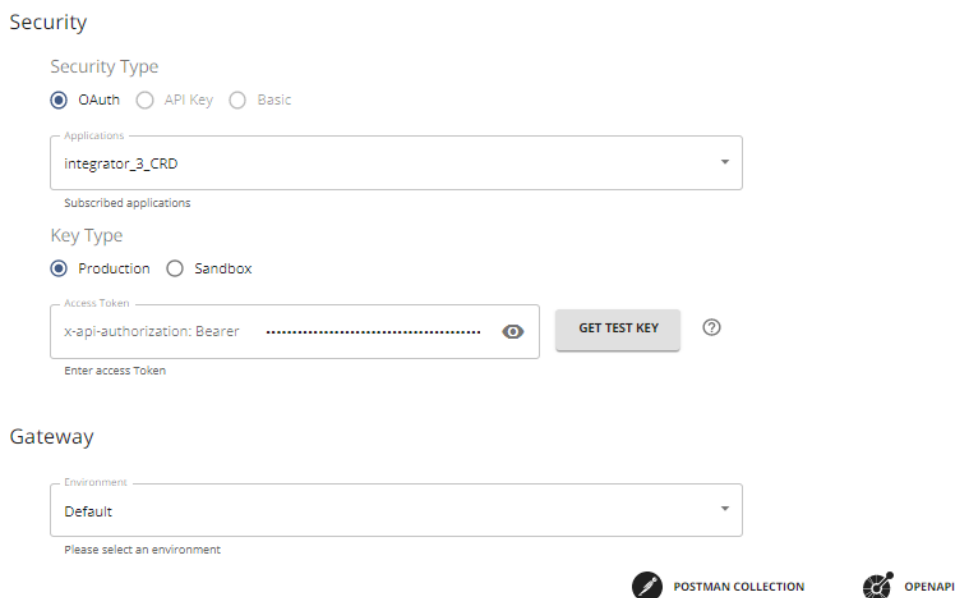 Security
Security Type
OAuth API Key Basic
Applications
integrator_3_CRD
Subscribed applications
Key Type
Production Sandbox
Access Token
x-api-authorization: Bearer ••••••••••••••••••••••••••••••••••••••••
GET TEST KEY
Enter access Token
Gateway
Environment
Default
Please select an environment
POSTMAN COLLECTION OPENAPI